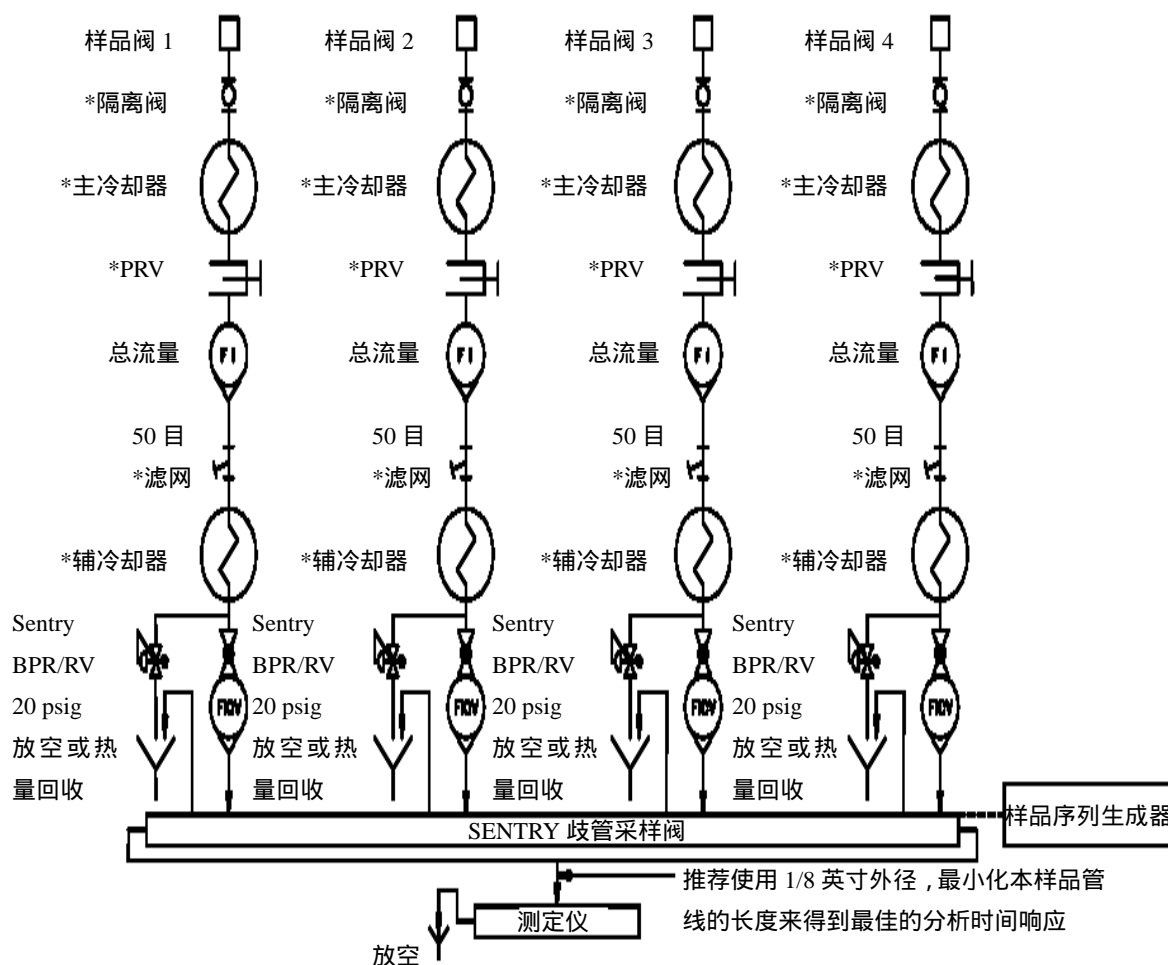 样品阀 1
样品阀 2
样品阀 3
样品阀 4
*隔离阀
*隔离阀
*隔离阀
*隔离阀
*主冷却器
*主冷却器
*主冷却器
*主冷却器
*PRV
*PRV
*PRV
*PRV
总流量
FI
总流量
FI
总流量
FI
总流量
FI
50 目
*滤网
50 目
*滤网
50 目
*滤网
50 目
*滤网
*辅冷却器
*辅冷却器
*辅冷却器
*辅冷却器
Sentry
BPR/RV
20 psig
放空或热
量回收
FICV
Sentry
BPR/RV
20 psig
放空或热
量回收
FICV
Sentry
BPR/RV
20 psig
放空或热
量回收
FICV
Sentry
BPR/RV
20 psig
放空或热
量回收
FICV
SENTRY 歧管采样阀
样品序列生成器
推荐使用 1/8 英寸外径，最小化本样品管
线的长度来得到最佳的分析时间响应
测定仪
放空